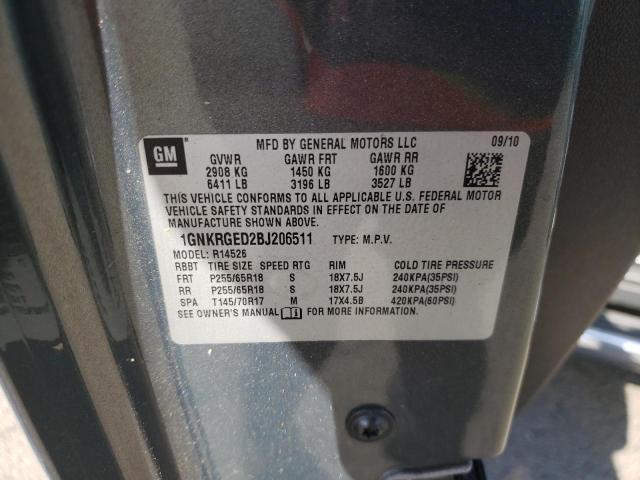 GM
MFD BY GENERAL MOTORS LLC 09/10
GVWR GAWR FRT GAWR RR
2908 KG 1450 KG 1600 KG
6411 LB 3196 LB 3527 LB
THIS VEHICLE CONFORMS TO ALL APPLICABLE U.S. FEDERAL MOTOR
VEHICLE SAFETY STANDARDS IN EFFECT ON THE DATE OF
MANUFACTURE SHOWN ABOVE.
1GNKRGED2BJ206511 TYPE: M.P.V.
MODEL: R14526
RBBT TIRE SIZE SPEED RTG RIM COLD TIRE PRESSURE
FRT P255/65R18 S 18X7.5J 240KPA(35PSI)
RR P255/65R18 S 18X7.5J 240KPA(35PSI)
SPA T145/70R17 M 17X4.5B 420KPA(60PSI)
SEE OWNER'S MANUAL FOR MORE INFORMATION.